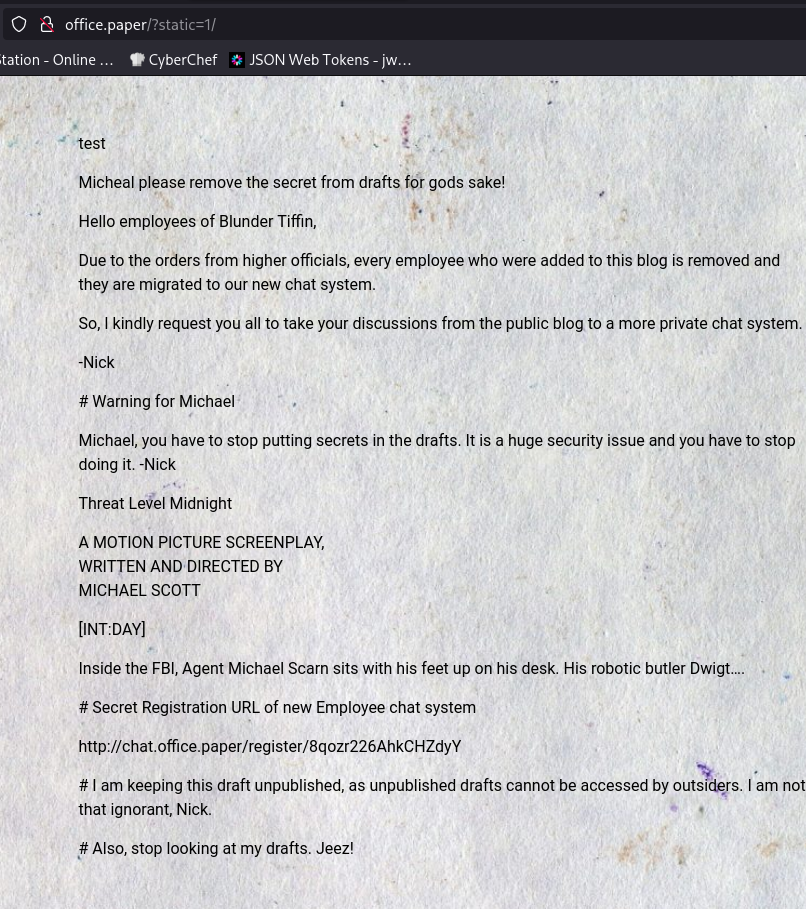 office.paper/?static=1/
Station - Online …
CyberChef
JSON Web Tokens - jw…
test
Micheal please remove the secret from drafts for gods sake!
Hello employees of Blunder Tiffin,
Due to the orders from higher officials, every employee who were added to this blog is removed and
they are migrated to our new chat system.
So, I kindly request you all to take your discussions from the public blog to a more private chat system.
-Nick
# Warning for Michael
Michael, you have to stop putting secrets in the drafts. It is a huge security issue and you have to stop
doing it. -Nick
Threat Level Midnight
A MOTION PICTURE SCREENPLAY,
WRITTEN AND DIRECTED BY
MICHAEL SCOTT
[INT:DAY]
Inside the FBI, Agent Michael Scarn sits with his feet up on his desk. His robotic butler Dwigt….
# Secret Registration URL of new Employee chat system
http://chat.office.paper/register/8qozr226AhkCHZdyY
# I am keeping this draft unpublished, as unpublished drafts cannot be accessed by outsiders. I am not
that ignorant, Nick.
# Also, stop looking at my drafts. Jeez!